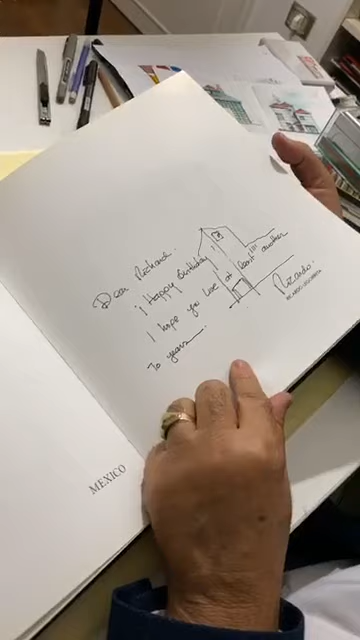 Dear Richard.
¡Happy Birthday!!
I hope you live at least another
70 years.
Ricardo.
MEXICO